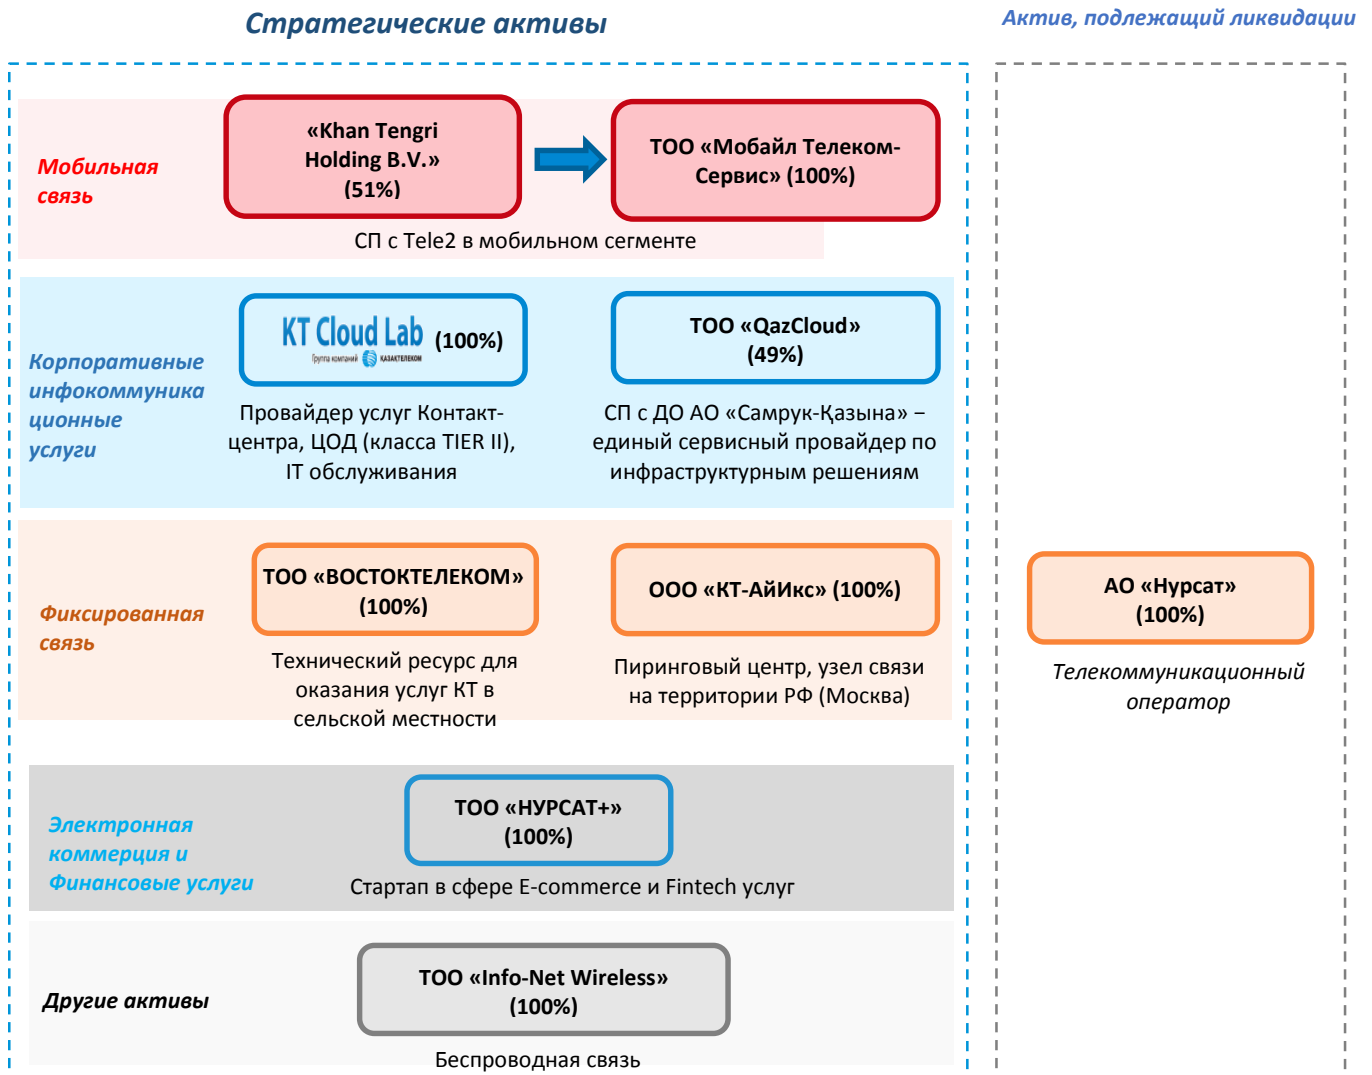 Стратегические активы
Актив, подлежащий ликвидации
Мобильная
связь
«Khan Tengri
Holding B.V.»
(51%)
ТОО «Мобайл Телеком-
Сервис» (100%)
СП с Tele2 в мобильном сегменте
Корпоративные
инфокоммуника
ционные
услуги
KT Cloud Lab (100%)
Группа компаний КАЗАКТЕЛЕКОМ
Провайдер услуг Контакт-
центра, ЦОД (класса TIER II),
IT обслуживания
ТОО «QazCloud»
(49%)
СП с ДО АО «Самрук-Қазына» –
единый сервисный провайдер по
инфраструктурным решениям
Фиксированная
связь
ТОО «ВОСТОКТЕЛЕКОМ»
(100%)
Технический ресурс для
оказания услуг КТ в
сельской местности
ООО «КТ-АйИкс» (100%)
Пиринговый центр, узел связи
на территории РФ (Москва)
АО «Нурсат»
(100%)
Телекоммуникационный
оператор
Электронная
коммерция и
Финансовые услуги
ТОО «НУРСАТ+»
(100%)
Стартап в сфере E-commerce и Fintech услуг
Другие активы
ТОО «Info-Net Wireless»
(100%)
Беспроводная связь